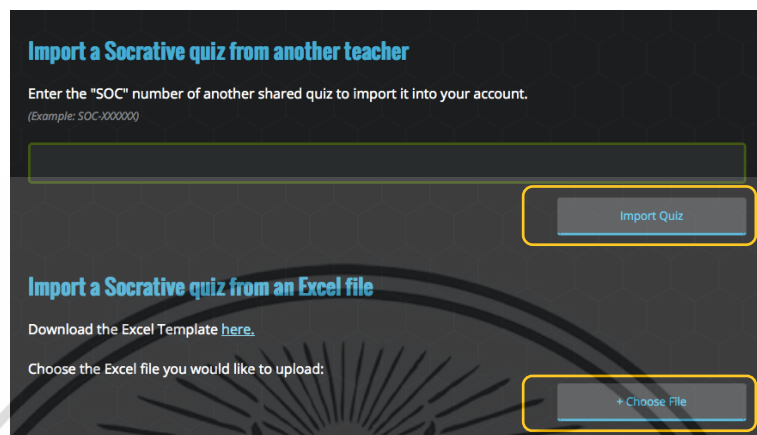 Import a Socrative quiz from another teacher
Enter the "SOC" number of another shared quiz to import it into your account.
(Example: SOC-XXXXXX)
Import Quiz
Import a Socrative quiz from an Excel file
Download the Excel Template here.
Choose the Excel file you would like to upload:
+ Choose File